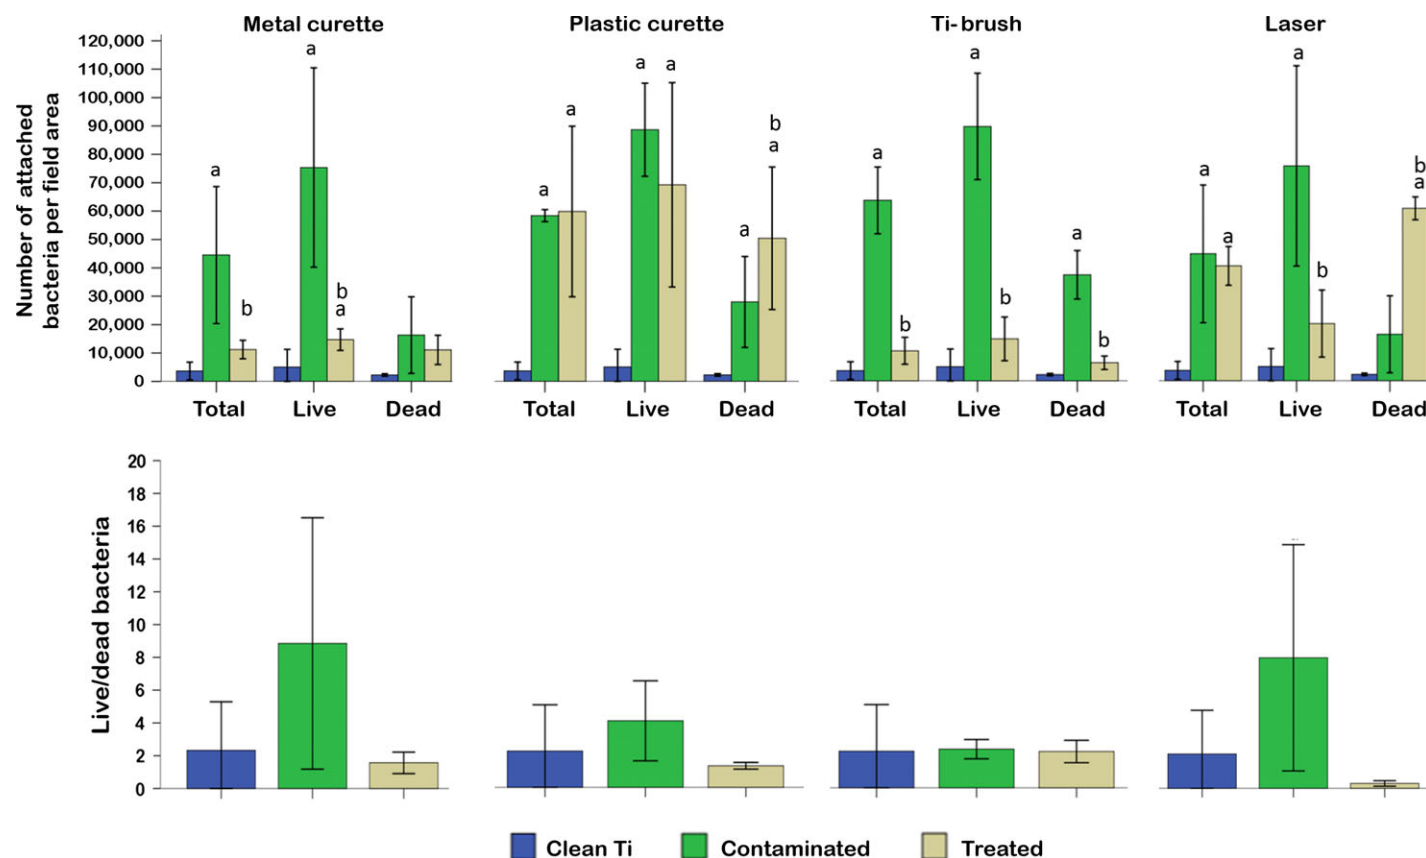 Metal curette
Plastic curette
Ti-brush
Laser
Number of attached
bacteria per field area
120,000
110,000
100,000
90,000
80,000
70,000
60,000
50,000
40,000
30,000
20,000
10,000
0
a
b
a
b
a
a
a
a
a
a
b
a
a
b
a
b
a
b
a
a
a
b
b
a
Total
Live
Dead
Total
Live
Dead
Total
Live
Dead
Total
Live
Dead
Live/dead bacteria
20
18
16
14
12
10
8
6
4
2
0
Clean Ti
Contaminated
Treated